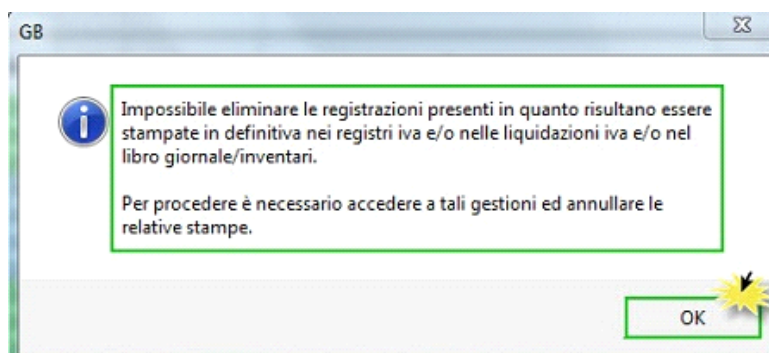 GB
Impossibile eliminare le registrazioni presenti in quanto risultano essere
stampate in definitiva nei registri iva e/o nelle liquidazioni iva e/o nel
libro giornale/inventari.
Per procedere è necessario accedere a tali gestioni ed annullare le
relative stampe.
OK